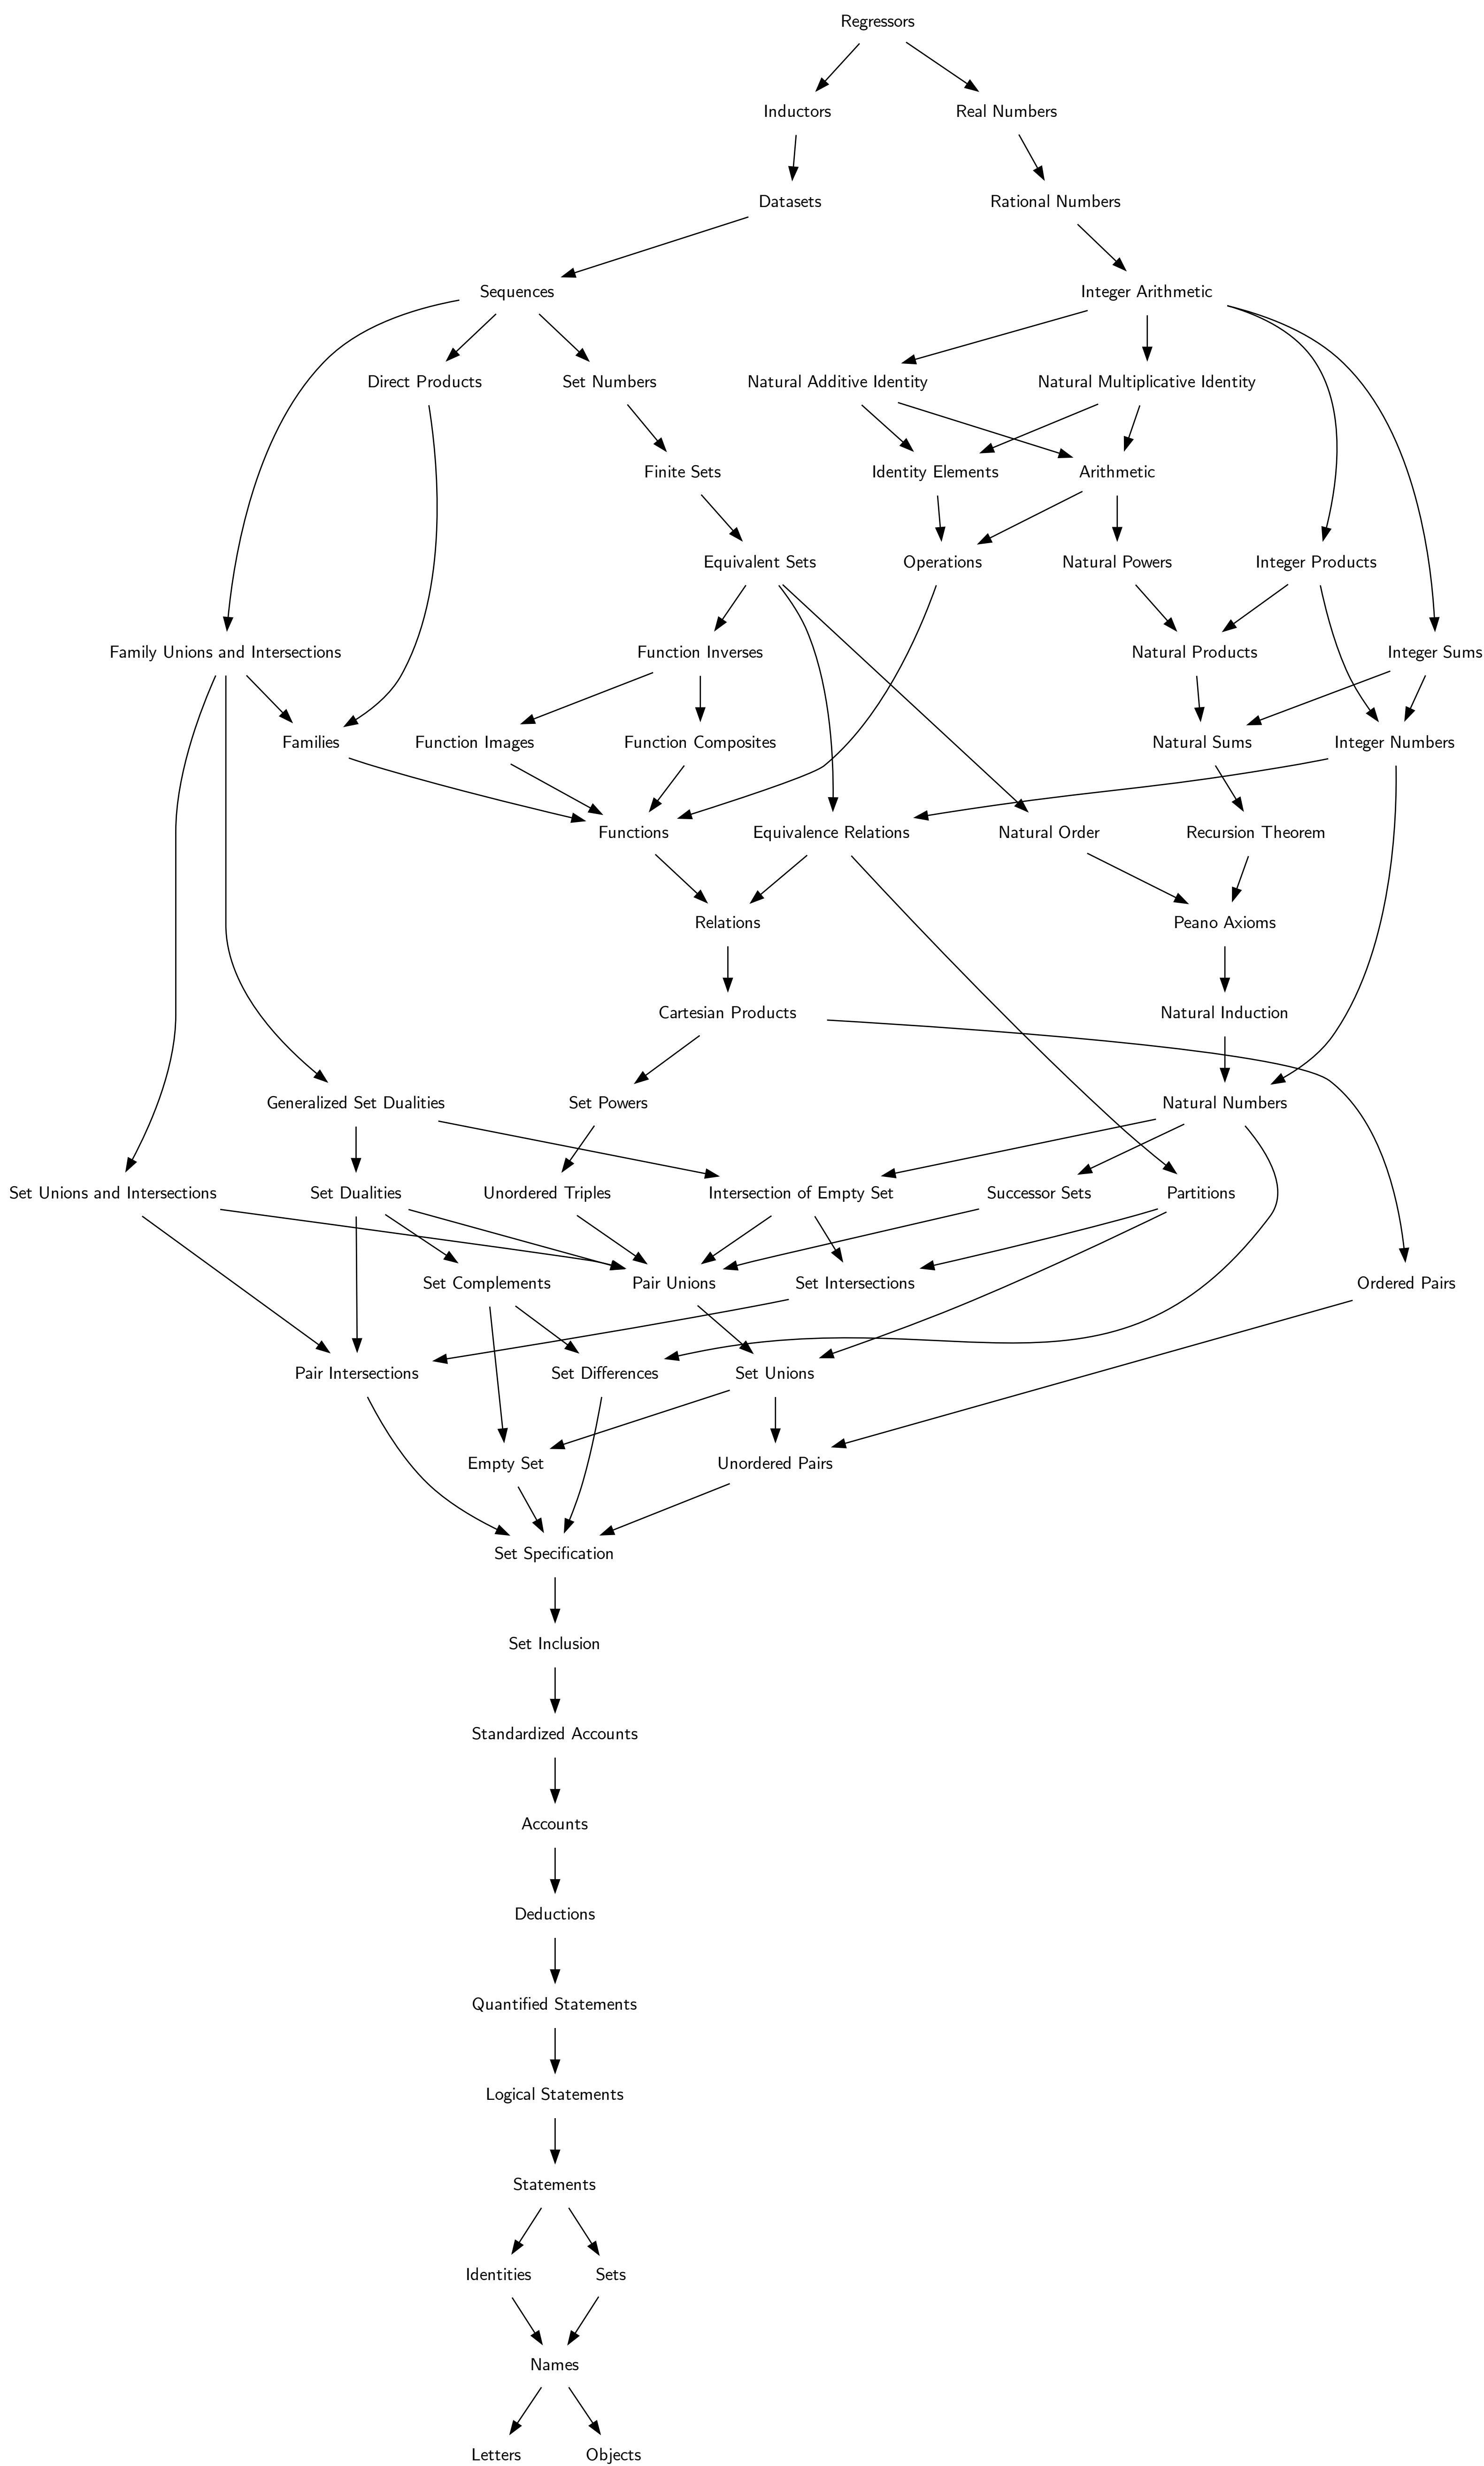 Regressors
Inductors
Real Numbers
Datasets
Rational Numbers
Sequences
Integer Arithmetic
Direct Products
Set Numbers
Natural Additive Identity
Natural Multiplicative Identity
Finite Sets
Identity Elements
Arithmetic
Equivalent Sets
Operations
Natural Powers
Integer Products
Family Unions and Intersections
Function Inverses
Natural Products
Integer Sums
Families
Function Images
Function Composites
Natural Sums
Integer Numbers
Functions
Equivalence Relations
Natural Order
Recursion Theorem
Relations
Peano Axioms
Cartesian Products
Natural Induction
Generalized Set Dualities
Set Powers
Natural Numbers
Set Unions and Intersections
Set Dualities
Unordered Triples
Intersection of Empty Set
Successor Sets
Partitions
Set Complements
Pair Unions
Set Intersections
Ordered Pairs
Pair Intersections
Set Differences
Set Unions
Empty Set
Unordered Pairs
Set Specification
Set Inclusion
Standardized Accounts
Accounts
Deductions
Quantified Statements
Logical Statements
Statements
Identities
Sets
Names
Letters
Objects